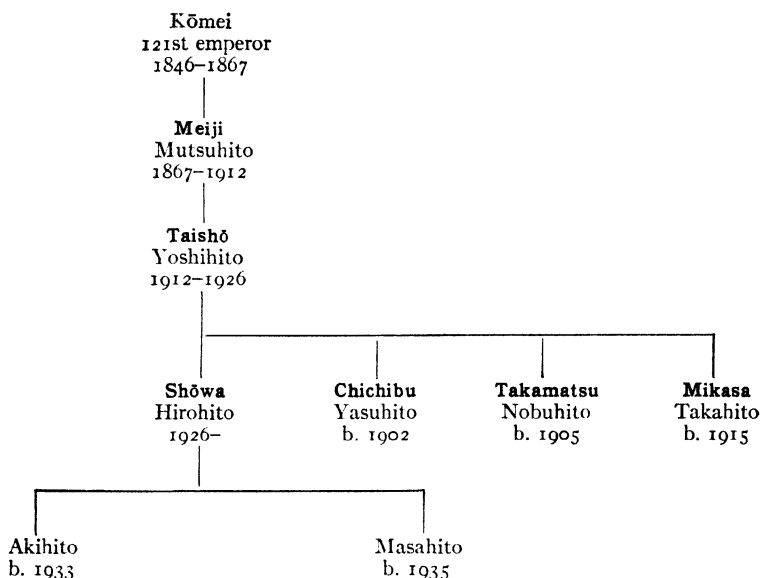 Kōmei
121st emperor
1846–1867
Meiji
Mutsuhito
1867–1912
Taishō
Yoshihito
1912–1926
Shōwa
Hirohito
1926–
Chichibu
Yasuhito
b. 1902
Takamatsu
Nobuhito
b. 1905
Mikasa
Takahito
b. 1915
Akihito
b. 1933
Masahito
b. 1935